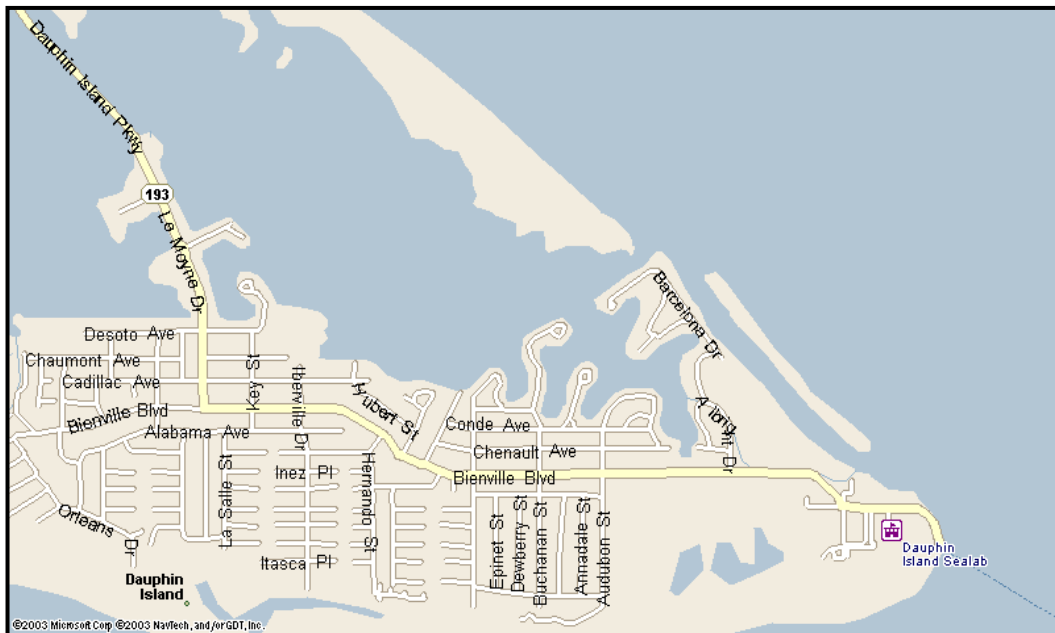 Dauphin Island Pkwy
193
Le Moyne Dr
Barcelona Dr
Desoto Ave
Chaumont Ave
Cadillac Ave
Key St
Iberville Dr
Hubert St
Bienville Blvd
Alabama Ave
Conde Ave
Albright Dr
Chenault Ave
Inez Pl
Hernando St
La Salle St
Bienville Blvd
Orleans Dr
Itasca Pl
Epinet St
Dewberry St
Buchanan St
Annadale St
Audubon St
Dauphin
Island Sealab
Dauphin
Island
©2003 Microsoft Corp ©2003 NavTech, and/or GDT, Inc.